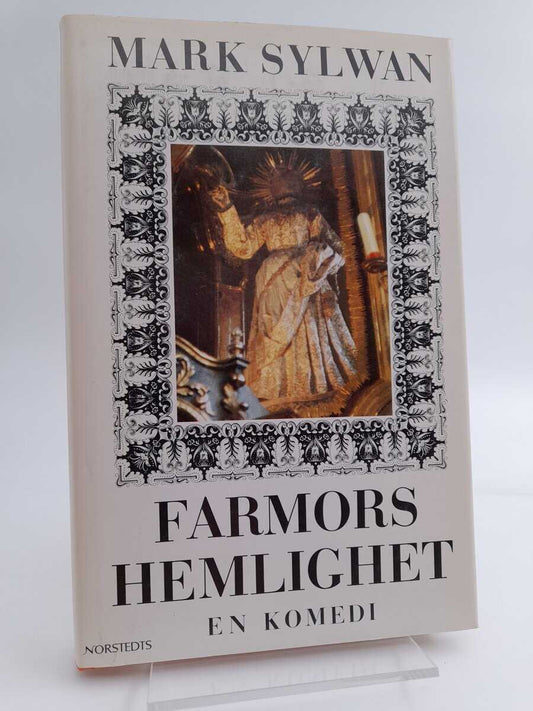 MARK SYLWAN
FARMORS
HEMLIGHET
EN KOMEDI
NORSTEDTS